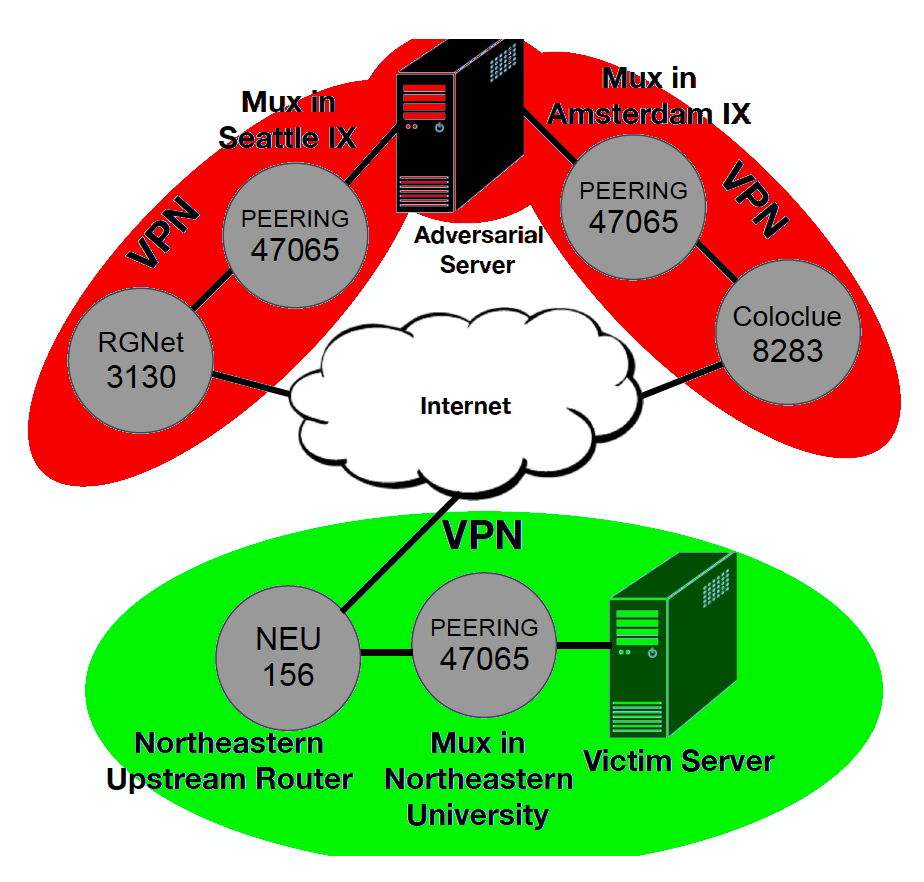 Mux in
Seattle IX
Mux in
Amsterdam IX
VPN
PEERING
47065
PEERING
47065
VPN
Adversarial
Server
RGNet
3130
Coloclue
8283
Internet
VPN
NEU
156
PEERING
47065
Northeastern
Upstream Router
Mux in
Northeastern
University
Victim Server